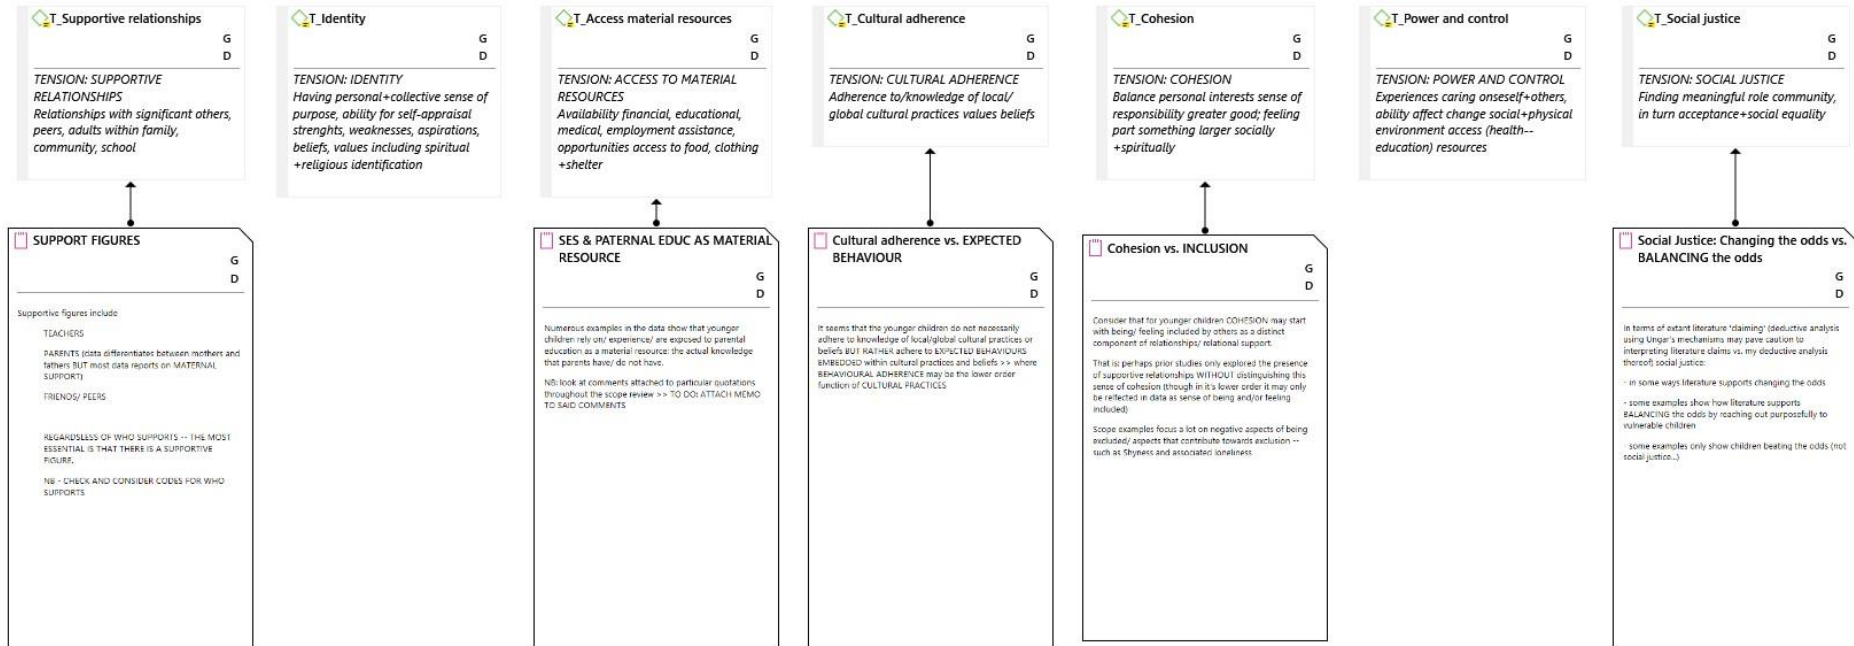 T_Supportive relationships
G
D
TENSION: SUPPORTIVE
RELATIONSHIPS
Relationships with significant others,
peers, adults within family,
community, school
T_Identity
G
D
TENSION: IDENTITY
Having personal+collective sense of
purpose, ability for self-appraisal
strenghts, weaknesses, aspirations,
beliefs, values including spiritual
+religious identification
T_Access material resources
G
D
TENSION: ACCESS TO MATERIAL
RESOURCES
Availability financial, educational,
medical, employment assistance,
opportunities access to food, clothing
+shelter
T_Cultural adherence
G
D
TENSION: CULTURAL ADHERENCE
Adherence to/knowledge of local/
global cultural practices values beliefs
T_Cohesion
G
D
TENSION: COHESION
Balance personal interests sense of
responsibility greater good; feeling
part something larger socially
+spiritually
T_Power and control
G
D
TENSION: POWER AND CONTROL
Experiences caring oneself+others,
ability affect change social+physical
environment access (health--
education) resources
T_Social justice
G
D
TENSION: SOCIAL JUSTICE
Finding meaningful role community,
in turn acceptance+social equality
SUPPORT FIGURES
G
D
Supportive figures include
TEACHERS
PARENTS (data differentiates between mothers and
fathers BUT most data reports on MATERNAL
SUPPORT)
FRIENDS/ PEERS
REGARDSLESS OF WHO SUPPORTS -- THE MOST
ESSENTIAL IS THAT THERE IS A SUPPORTIVE
FIGURE.
NB - CHECK AND CONSIDER CODES FOR WHO
SUPPORTS
SES & PATERNAL EDUC AS MATERIAL
RESOURCE
G
D
Numerous examples in the data show that younger
children rely on/ experience/ are exposed to parental
education as a material resource: the actual knowledge
that parents have/ do not have.
NB: look at comments attached to particular quotations
throughout the scope review >> TO DO: ATTACH MEMO
TO SAID COMMENTS
Cultural adherence vs. EXPECTED
BEHAVIOUR
G
D
It seems that the younger children do not necessarily
adhere to knowledge of local/global cultural practices or
beliefs BUT RATHER adhere to EXPECTED BEHAVIOURS
EMBEDDED within cultural practices and beliefs >> where
BEHAVIOURAL ADHERENCE may be the lower order
function of CULTURAL PRACTICES
Cohesion vs. INCLUSION
G
D
Consider that for younger children COHESION may start
with being/ feeling included by others as a distinct
component of relationships/ relational support.
That is: perhaps prior studies only explored the presence
of supportive relationships WITHOUT distinguishing this
sense of cohesion (though in it's lower order it may only
be reflected in data as sense of being and/or feeling
included)
Scope examples focus a lot on negative aspects of being
excluded/ aspects that contribute towards exclusion --
such as Shyness and associated loneliness
Social Justice: Changing the odds vs.
BALANCING the odds
G
D
In terms of extant literature 'claiming' (deductive analysis
using Ungar's mechanisms may pave caution to
interpreting literature claims vs. my deductive analysis
thereof) social justice:
- in some ways literature supports changing the odds
- some examples show how literature supports
BALANCING the odds by reaching out purposefully to
vulnerable children
- some examples only show children beating the odds (not
social justice...)